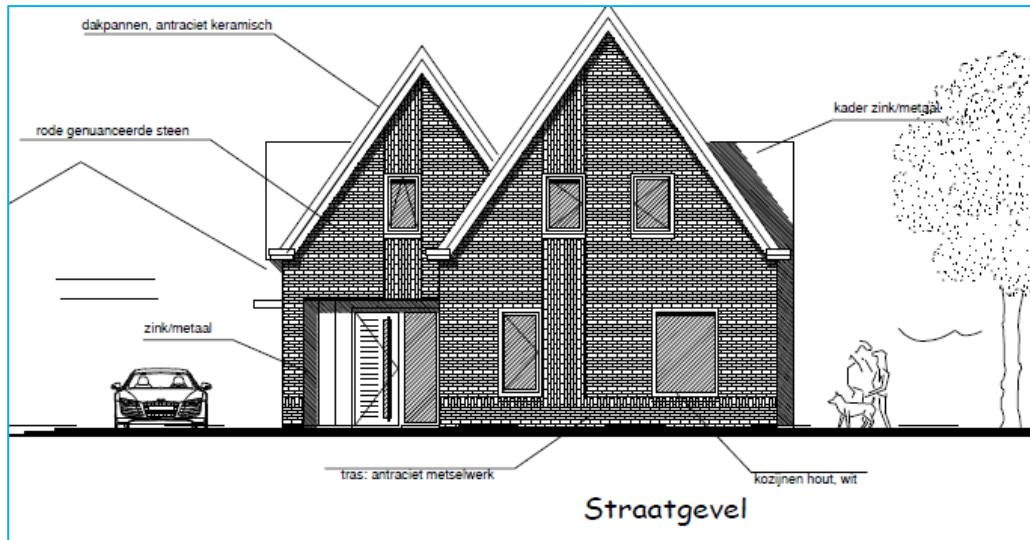 dakpannen, antraciet keramisch
kader zink/metaal
rode genuanceerde steen
zink/metaal
tras: antraciet metselwerk
kozijnen hout, wit
Straatgevel